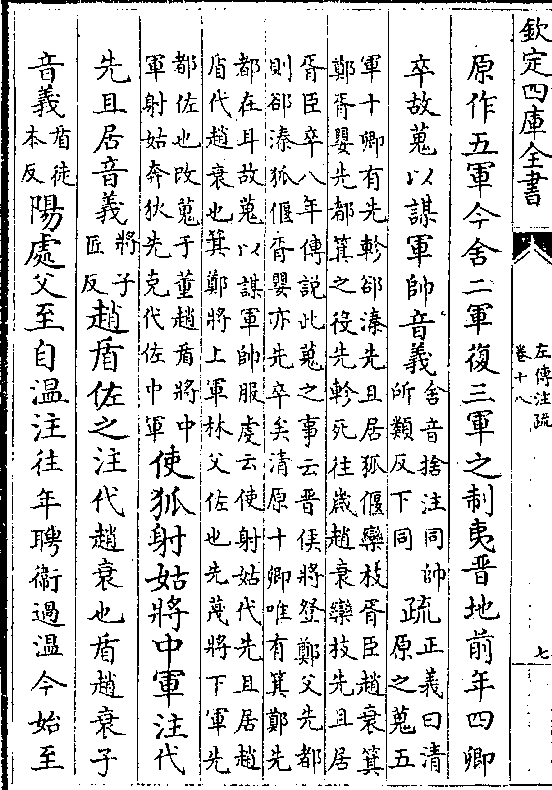 欽定四庫全書
左傳注疏
卷十八
七
原作五軍今舍二軍復三軍之制夷晋地前年四卿
卒故蒐以謀軍帥音義
舍音捨注同帥
所類反下同
疏
正義曰清
原之蒐五
軍十卿有先軫郤溱先且居狐偃欒枝胥臣趙衰箕
鄭胥嬰先都箕之役先軫死往歲趙衰欒枝先且居
胥臣卒八年傳説此蒐之事云晋侯將登鄭父先都
則郤溱狐偃胥嬰亦先卒矣清原十卿唯有箕鄭先
都在耳故蒐以謀軍帥服虔云使射姑代先且居趙
盾代趙衰也箕鄭將上軍林父佐也先蔑將下軍先
都佐也改蒐于董趙盾將中
軍射姑奔狄先克代佐中軍
使狐射姑將中軍注代
先且居音義
將子
匠反
趙盾佐之注代趙衰也盾趙衰子
音義
盾徒
本反
陽處父至自溫注往年聘衛過溫今始至